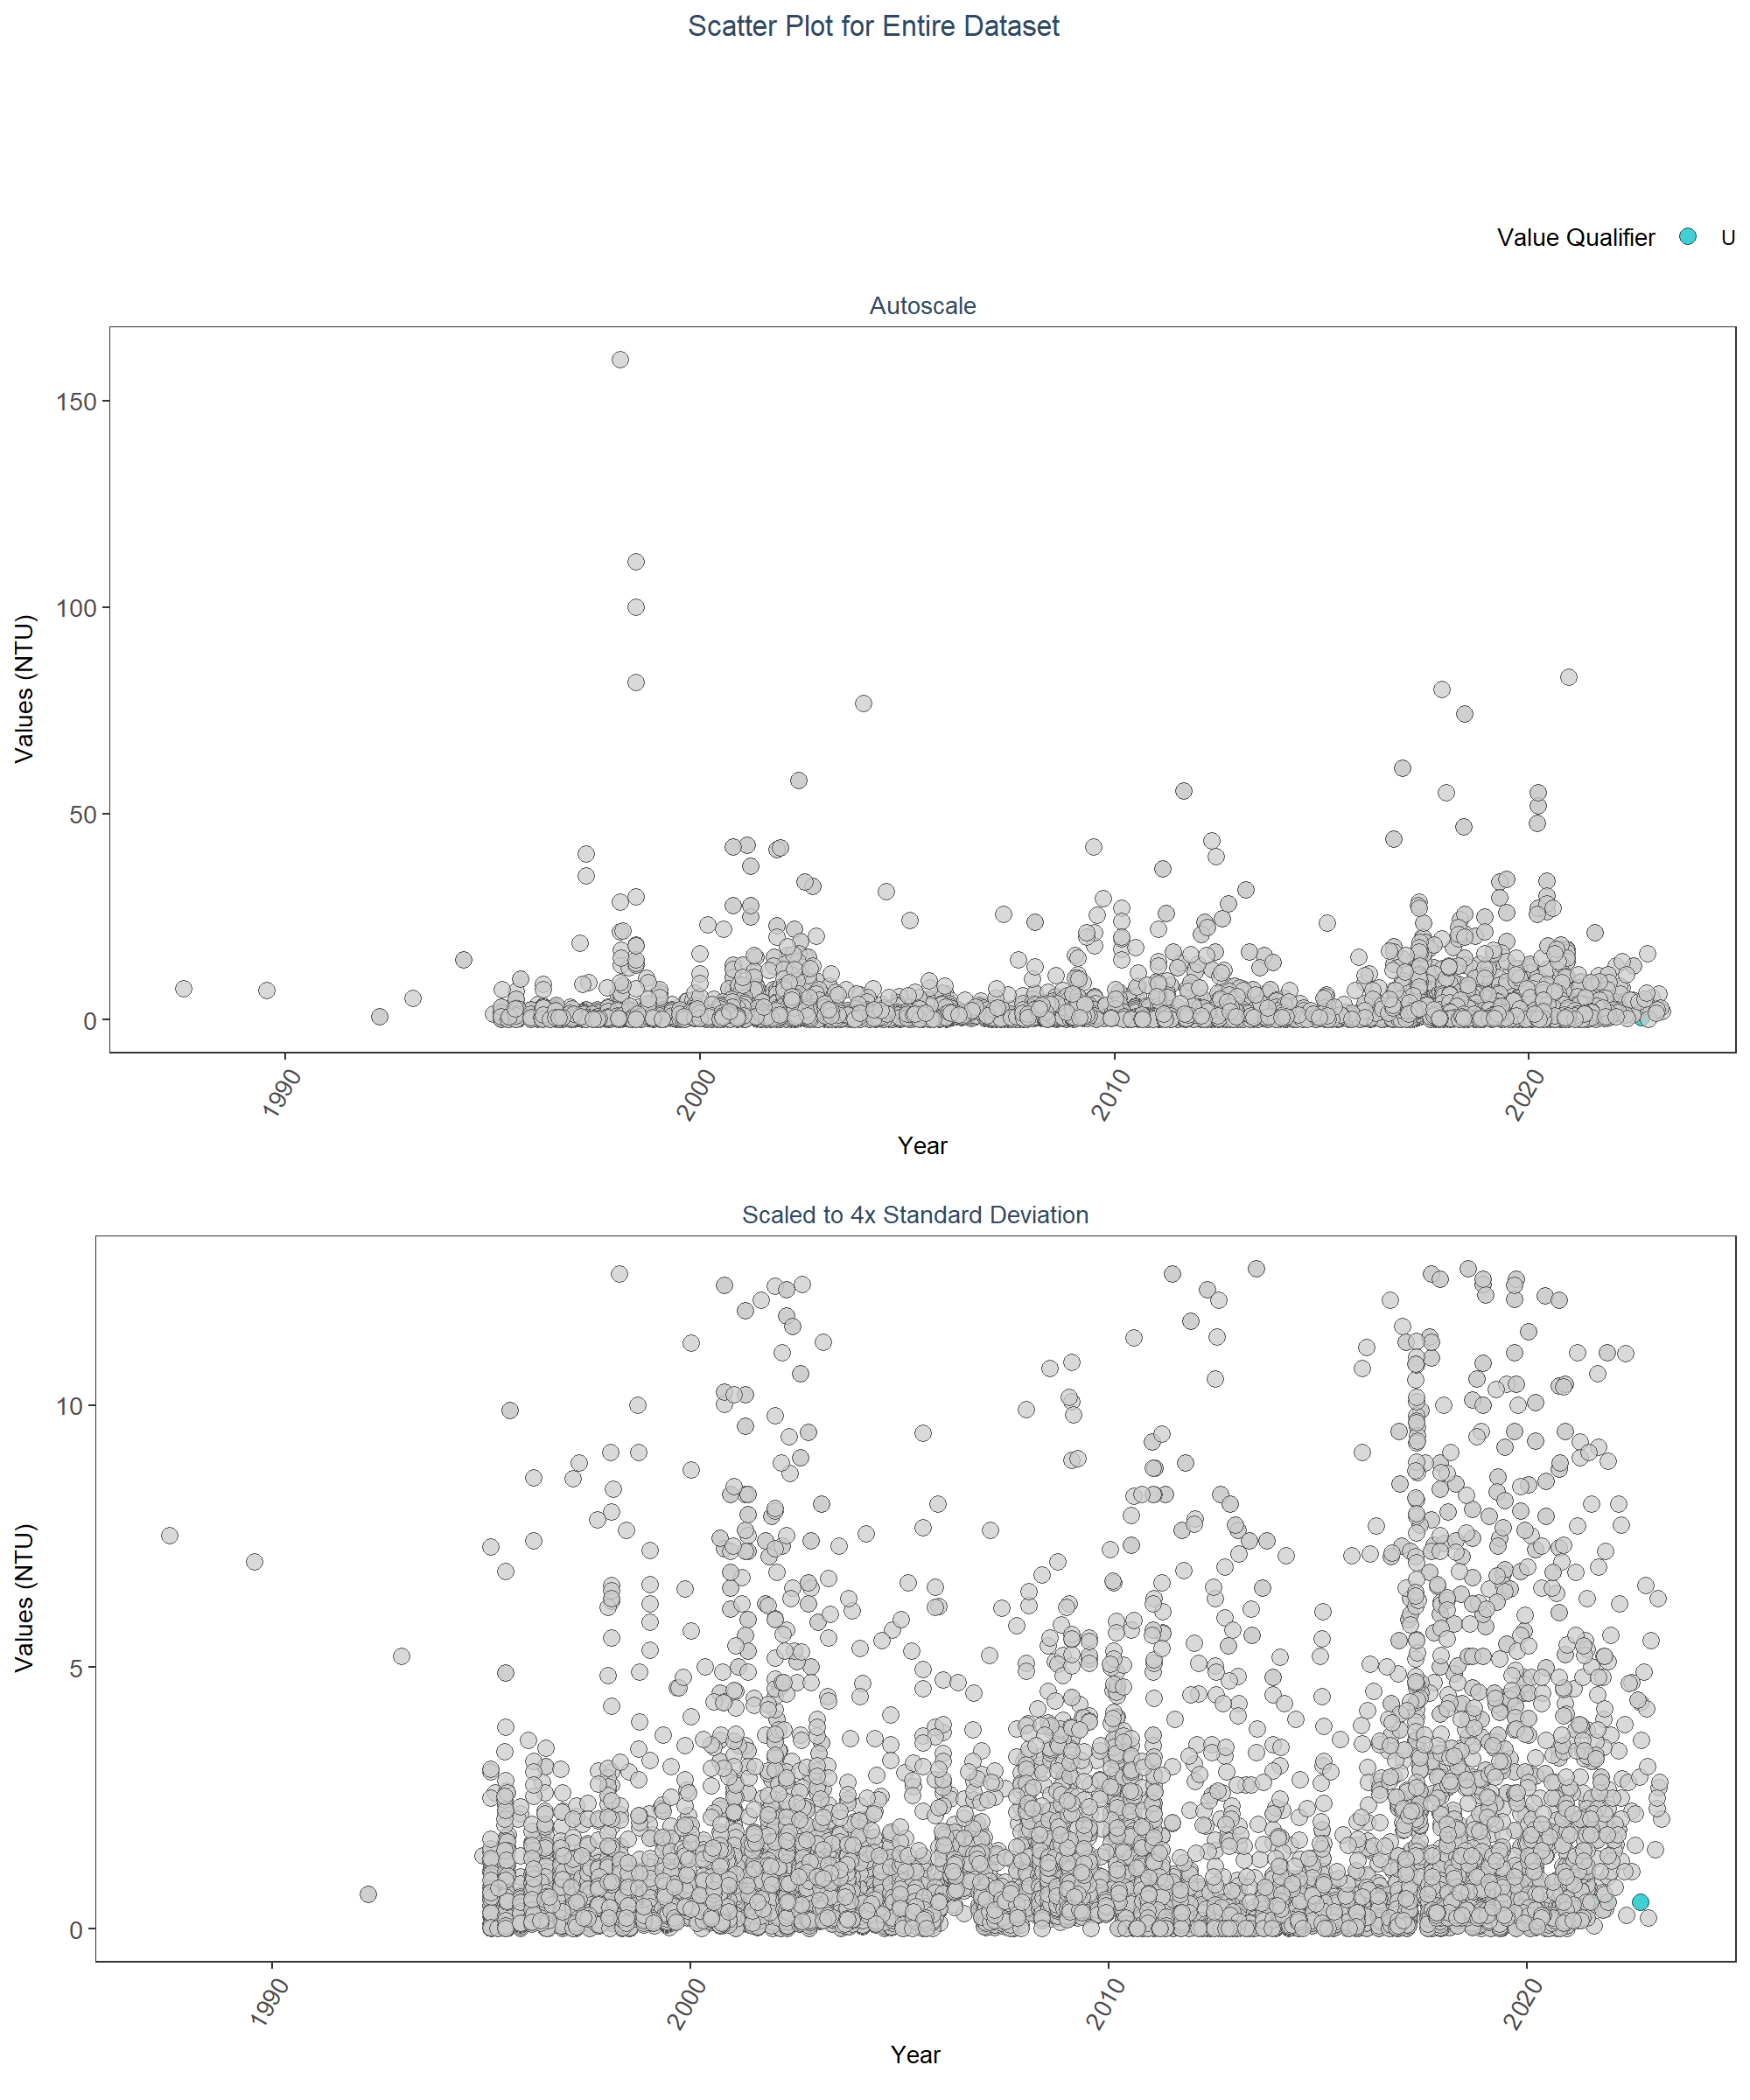 Scatter Plot for Entire Dataset
Value Qualifier U
Autoscale
150
100
50
0
Values (NTU)
1990 2000 2010 2020
Year
Scaled to 4x Standard Deviation
10
5
0
Values (NTU)
1990 2000 2010 2020
Year